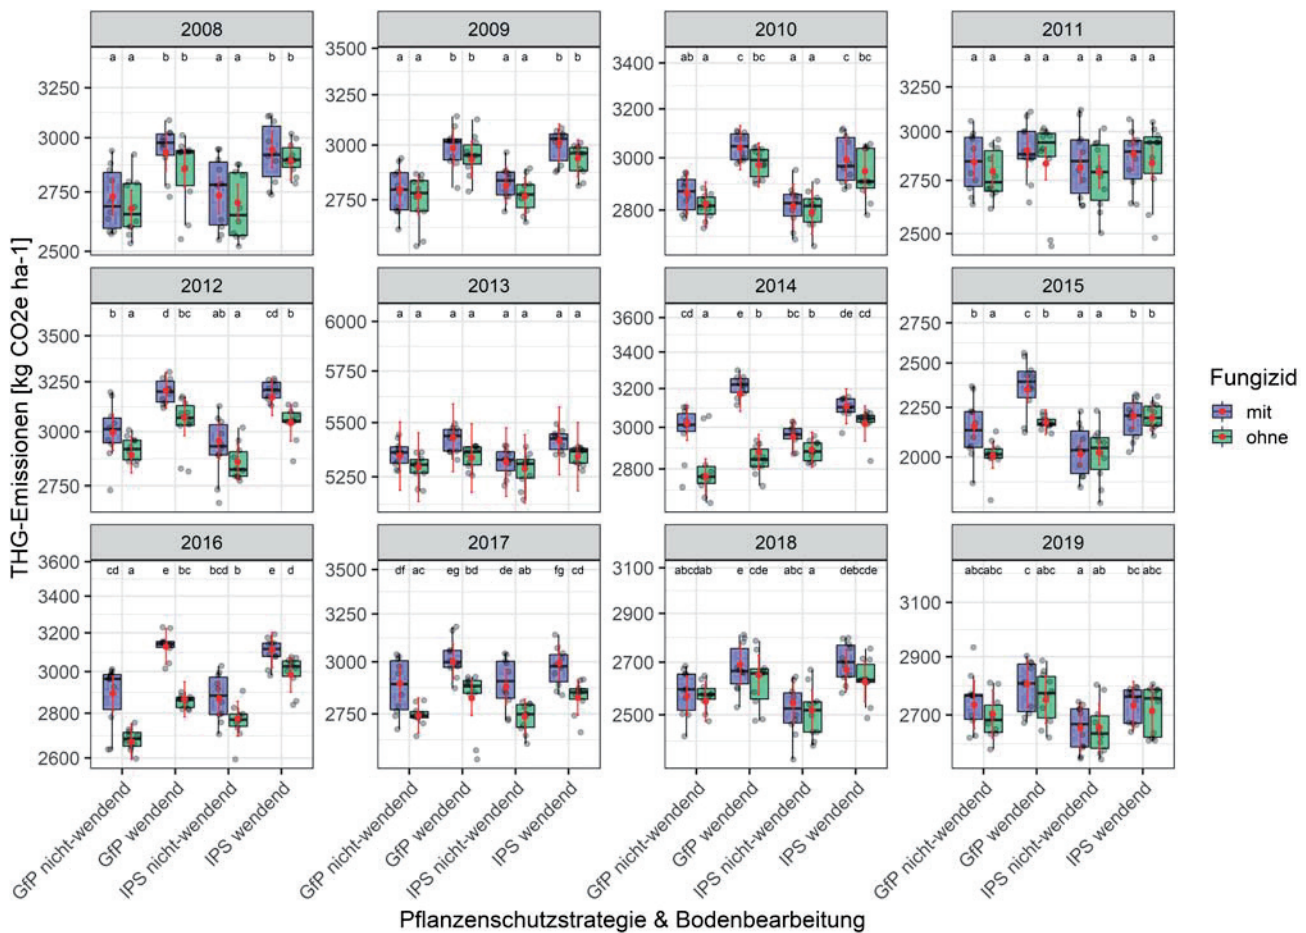 2008 2009 2010 2011
a a b b a a b b
a a b b a a b b
ab a c bc a a c bc
a a a a a a a a
3250
3000
2750
2500
3500
3250
3000
2750
3400
3200
3000
2800
3250
3000
2750
2500
2012 2013 2014 2015
b a d bc ab a cd b
a a a a a a a a
cd a e b bc b de cd
b a c b a a b b
3500
3250
3000
2750
6000
5750
5500
5250
3600
3400
3200
3000
2800
2750
2500
2250
2000
2016 2017 2018 2019
cd a e bc bcd b e d
df ac eg bd de ab fg cd
abcd ab e cde abc a de bcde
abc abc c abc a ab bc abc
3600
3400
3200
3000
2800
2600
3500
3250
3000
2750
3100
2900
2700
2500
3100
2900
2700
GfP nicht-wendend
GfP wendend
IPS nicht-wendend
IPS wendend
GfP nicht-wendend
GfP wendend
IPS nicht-wendend
IPS wendend
GfP nicht-wendend
GfP wendend
IPS nicht-wendend
IPS wendend
GfP nicht-wendend
GfP wendend
IPS nicht-wendend
IPS wendend
THG-Emissionen [kg CO2e ha-1]
Pflanzenschutzstrategie & Bodenbearbeitung
Fungizid
mit
ohne